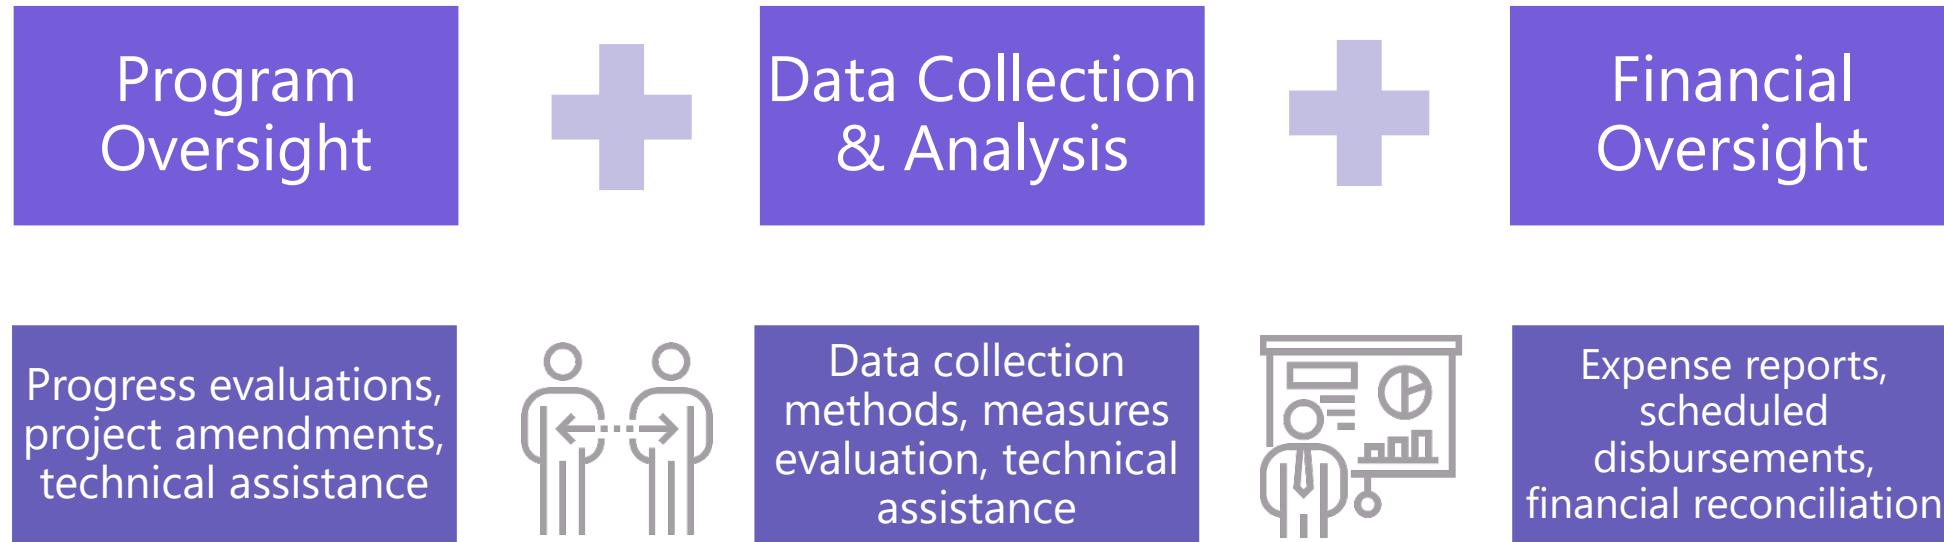 Program
Oversight
Data Collection
& Analysis
Financial
Oversight
Progress evaluations,
project amendments,
technical assistance
Data collection
methods, measures
evaluation, technical
assistance
Expense reports,
scheduled
disbursements,
financial reconciliation